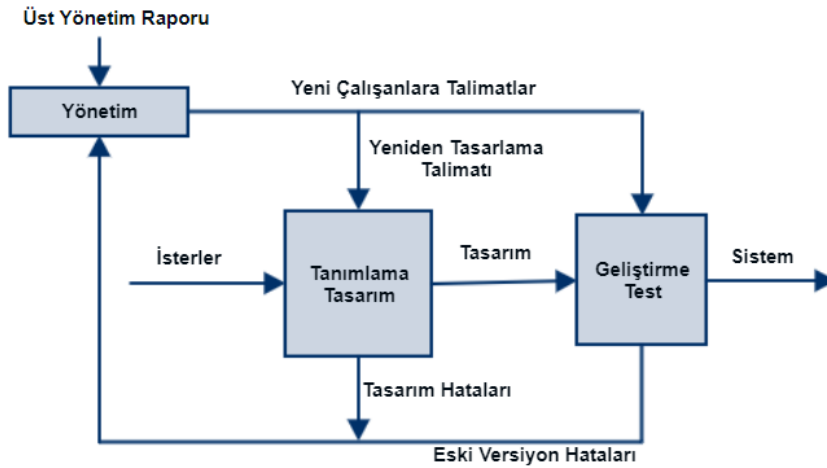 Üst Yönetim Raporu
Yönetim
Yeni Çalışanlara Talimatlar
Yeniden Tasarlama
Talimatı
İsterler
Tanımlama
Tasarım
Tasarım
Geliştirme
Test
Sistem
Tasarım Hataları
Eski Versiyon Hataları